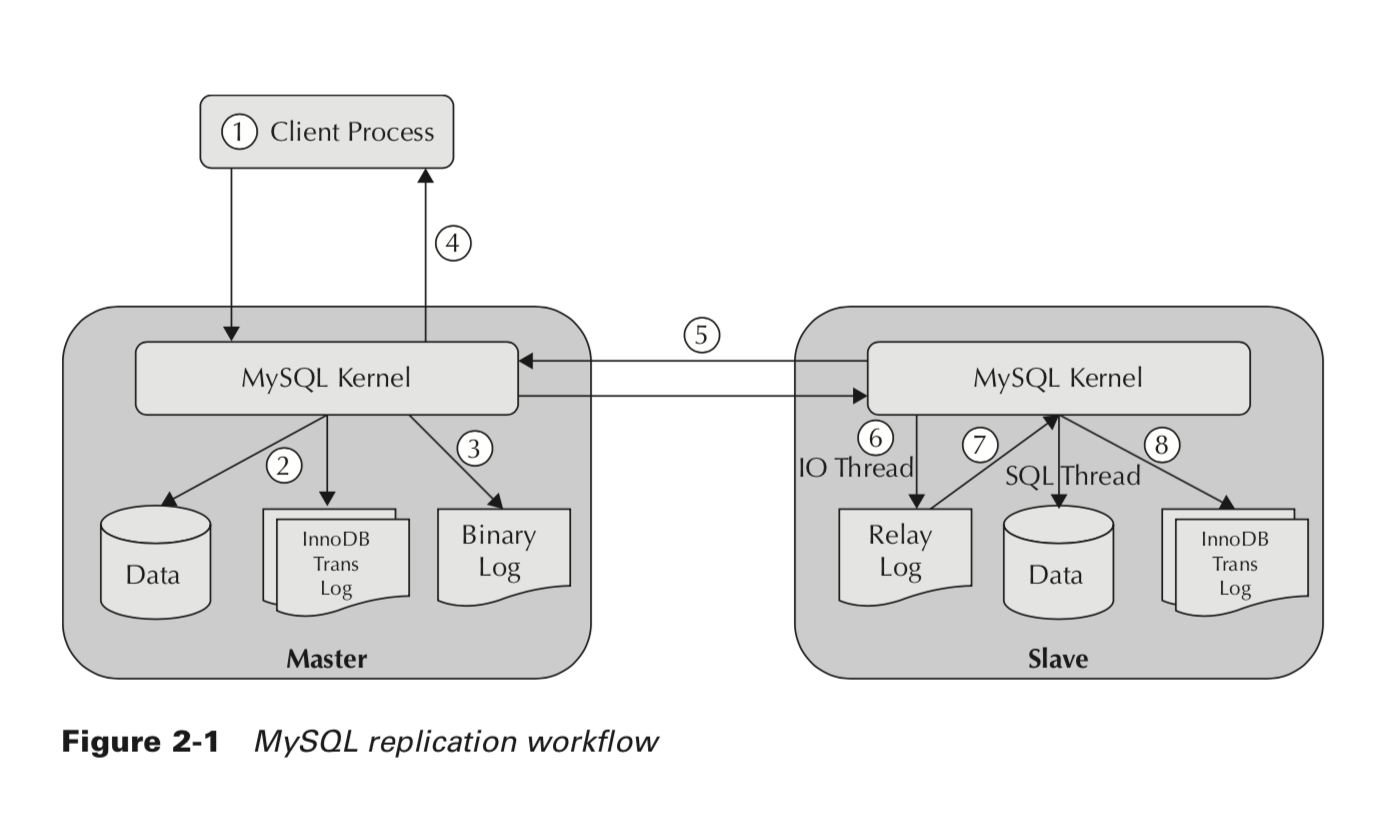 1 Client Process
4
5
MySQL Kernel
MySQL Kernel
2
3
6
7
8
IO Thread
SQL Thread
Data
InnoDB
Trans
Log
Binary
Log
Relay
Log
Data
InnoDB
Trans
Log
Master
Slave
Figure 2-1 MySQL replication workflow